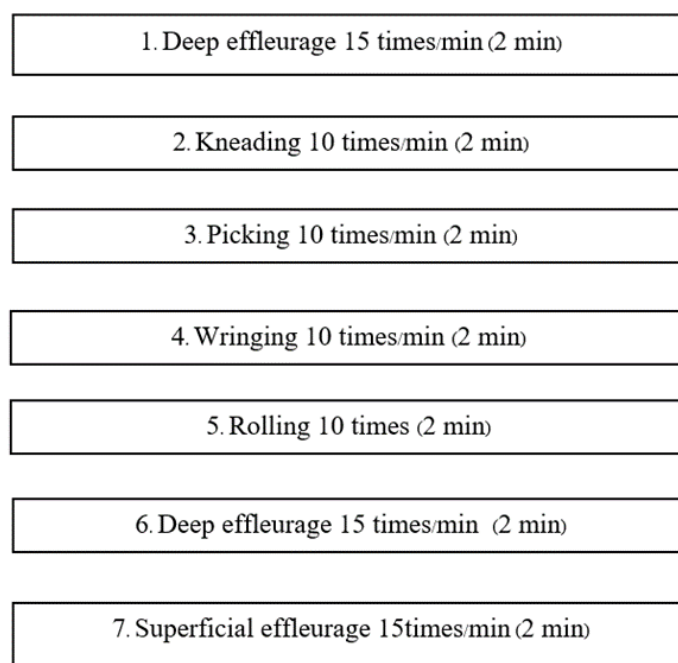 1. Deep effleurage 15 times/min (2 min)
2. Kneading 10 times/min (2 min)
3. Picking 10 times/min (2 min)
4. Wringing 10 times/min (2 min)
5. Rolling 10 times (2 min)
6. Deep effleurage 15 times/min (2 min)
7. Superficial effleurage 15times/min (2 min)